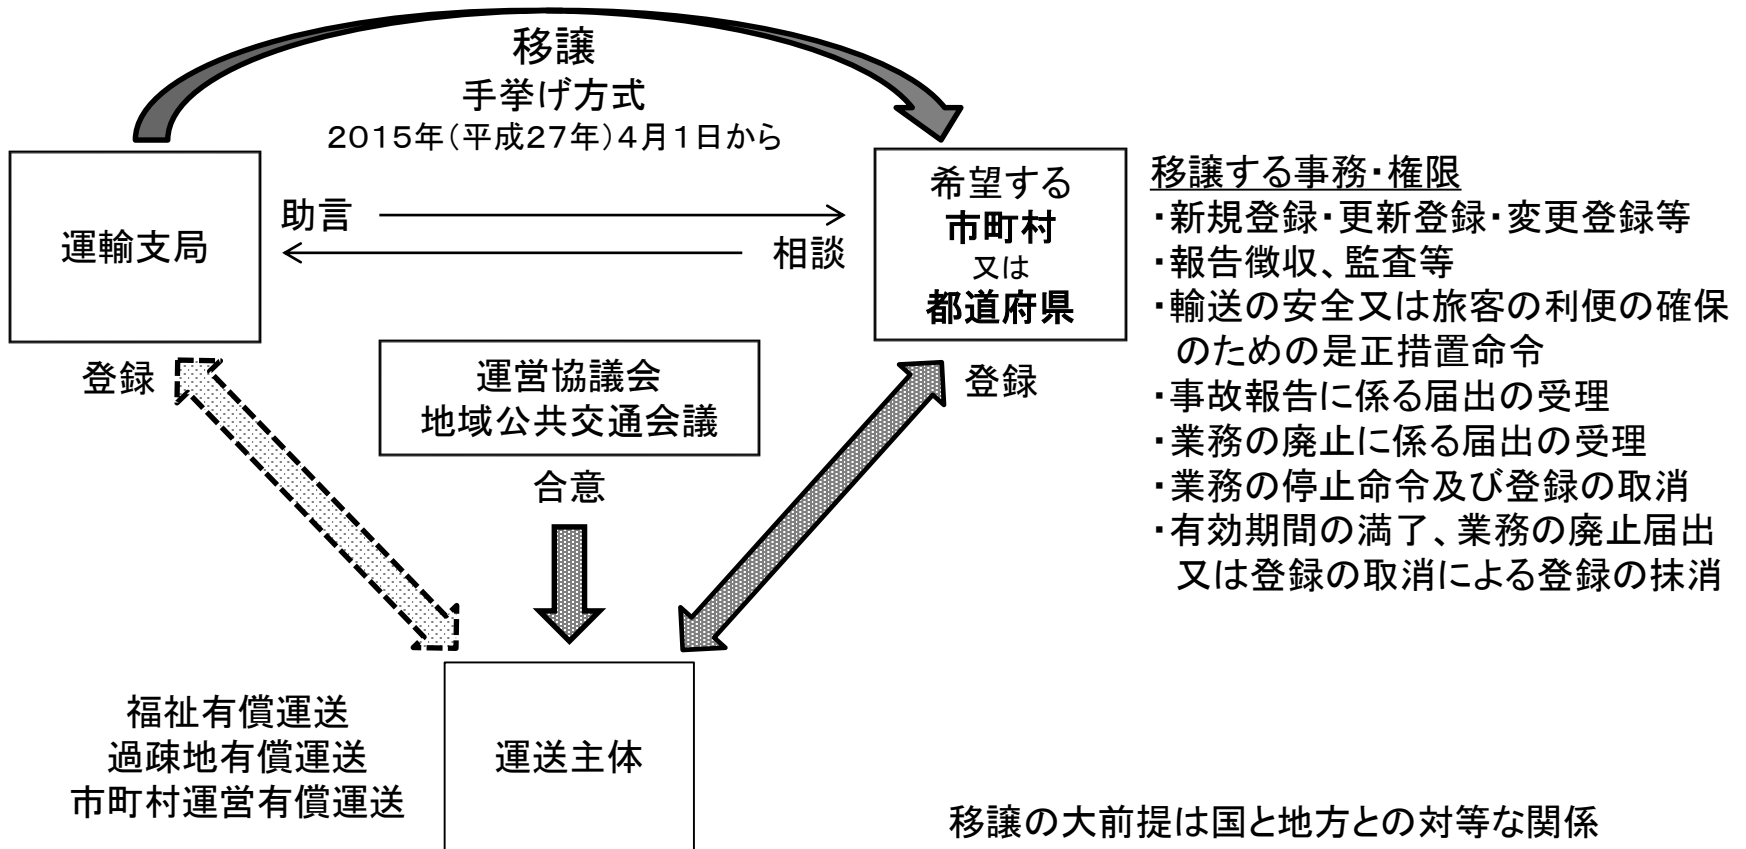 移譲
手挙げ方式
2015年(平成27年)4月1日から
運輸支局
助言
相談
希望する
市町村
又は
都道府県
移譲する事務・権限
・新規登録・更新登録・変更登録等
・報告徴収、監査等
・輸送の安全又は旅客の利便の確保
のための是正措置命令
・事故報告に係る届出の受理
・業務の廃止に係る届出の受理
・業務の停止命令及び登録の取消
・有効期間の満了、業務の廃止届出
又は登録の取消による登録の抹消
登録
運営協議会
地域公共交通会議
登録
合意
福祉有償運送
過疎地有償運送
市町村運営有償運送
運送主体
移譲の大前提は国と地方との対等な関係